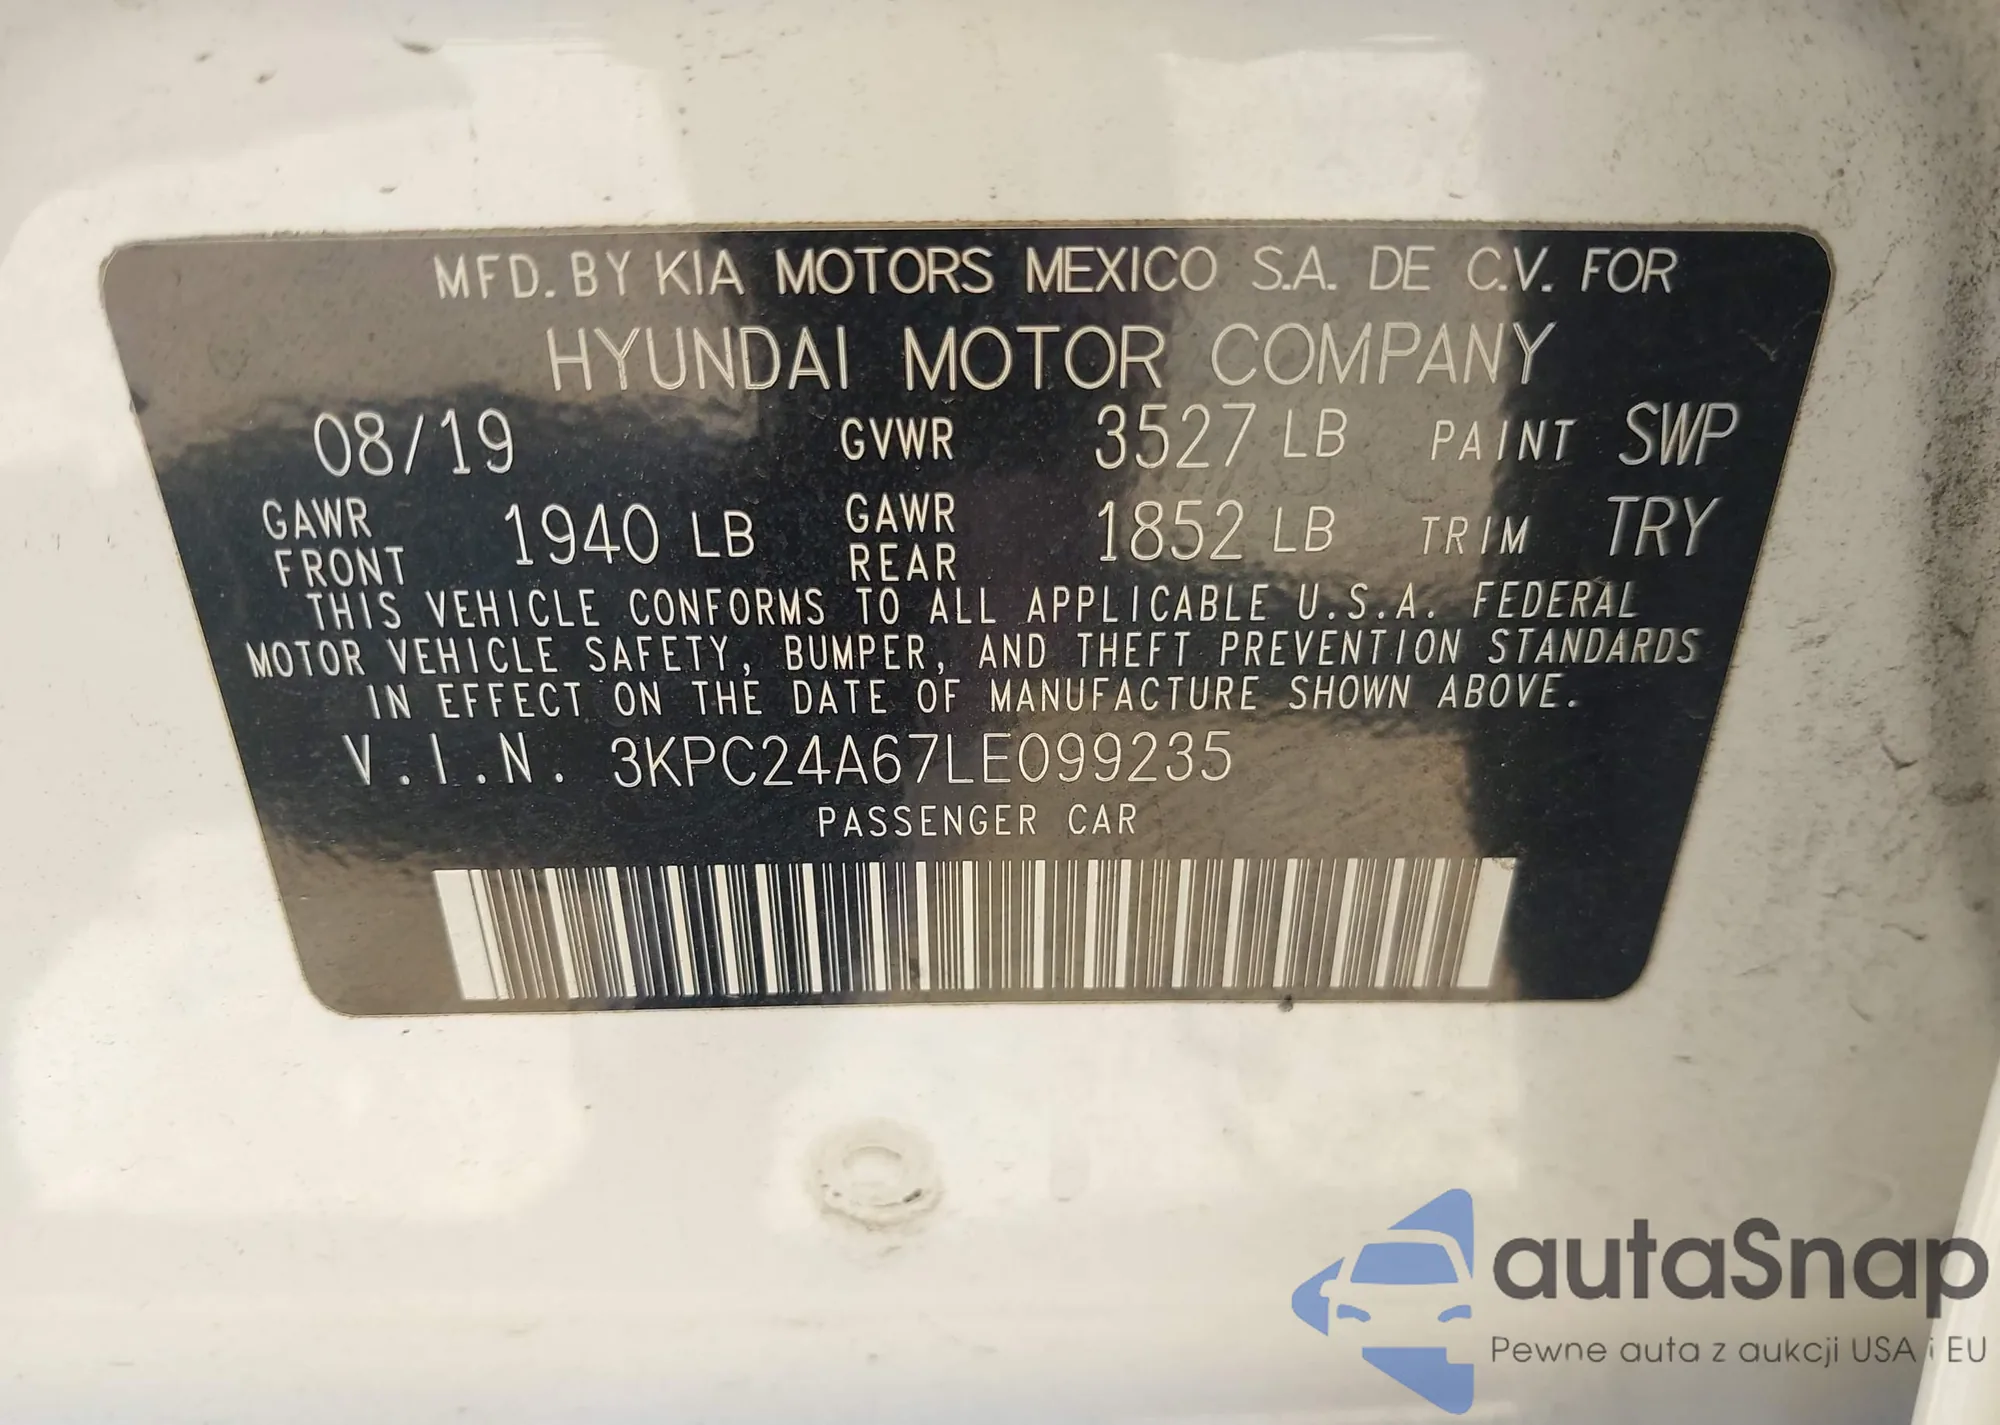 MFD. BY KIA MOTORS MEXICO S.A. DE C.V. FOR
HYUNDAI MOTOR COMPANY
08/19 GVWR 3527 LB PAINT SWP
GAWR FRONT 1940 LB GAWR REAR 1852 LB TRIM TRY
THIS VEHICLE CONFORMS TO ALL APPLICABLE U.S.A. FEDERAL
MOTOR VEHICLE SAFETY, BUMPER, AND THEFT PREVENTION STANDARDS
IN EFFECT ON THE DATE OF MANUFACTURE SHOWN ABOVE.
V.I.N. 3KPC24A67LE099235
PASSENGER CAR
autaSnap
Pewne auta z aukcji USA i EU